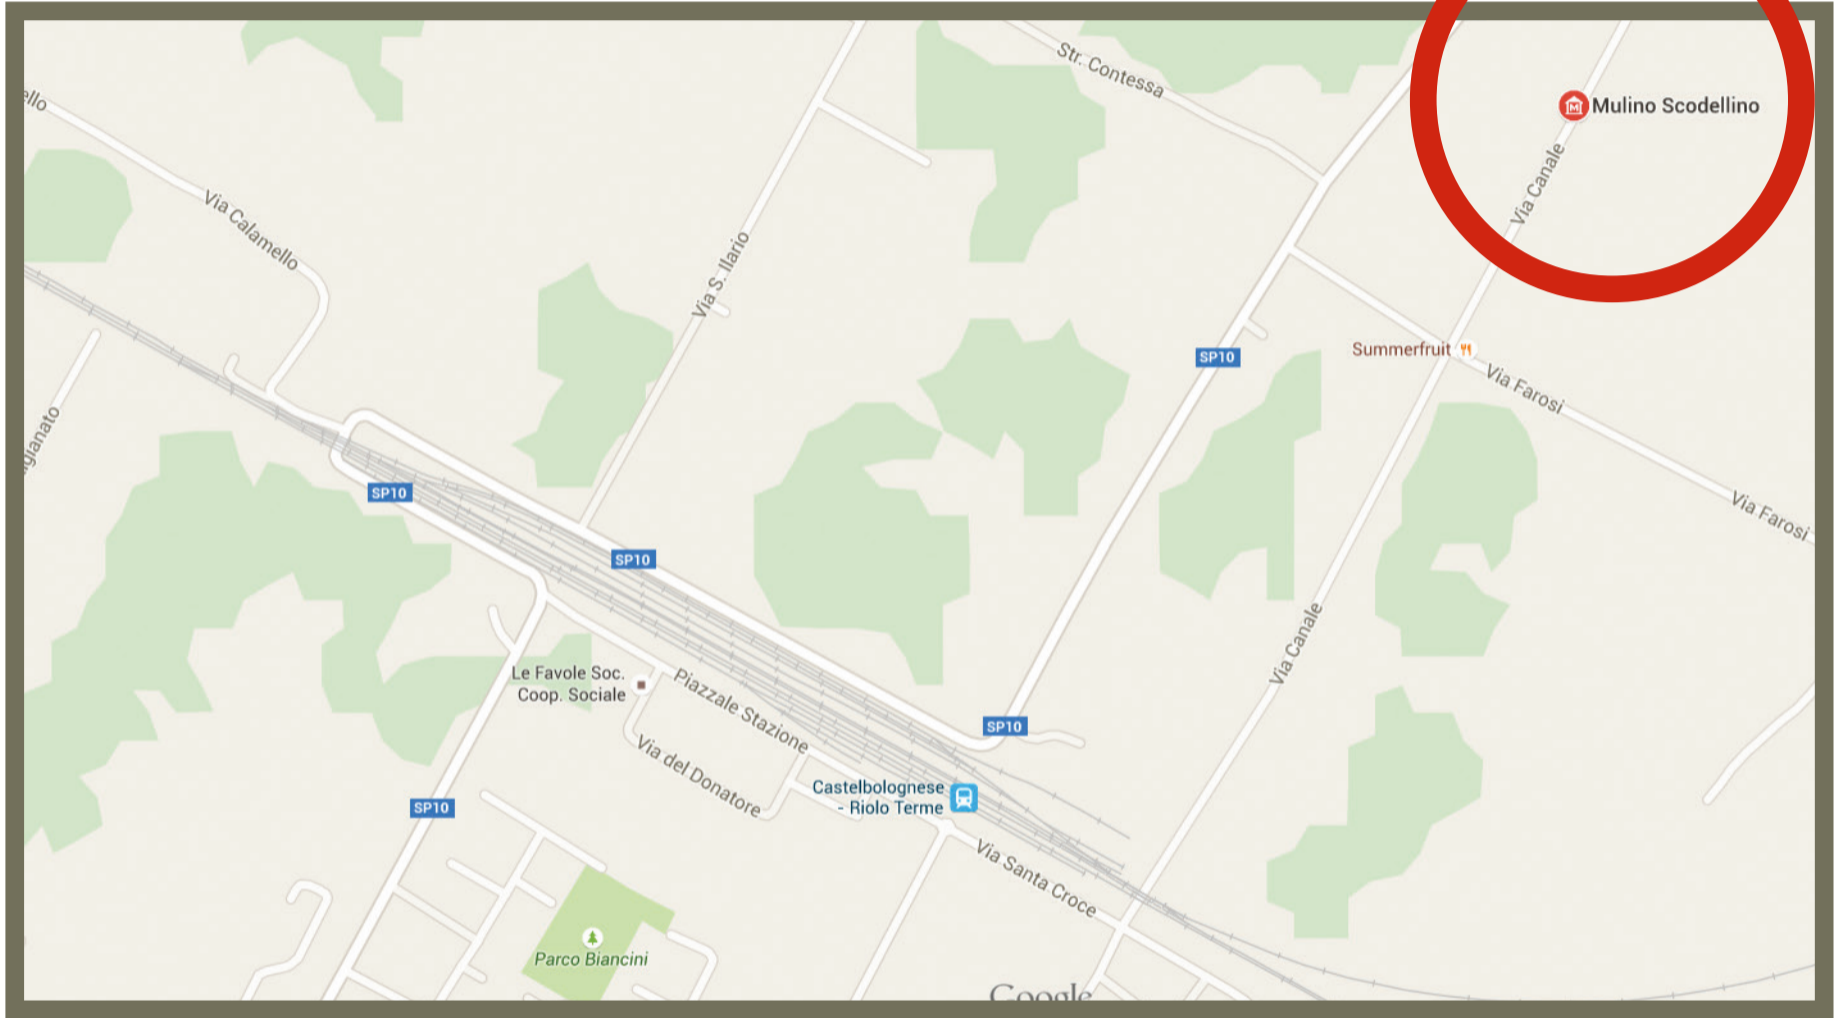 Str. Contessa
Mulino Scodellino
ello
Via Canale
Via Calamello
Via S. Ilario
SP10
Summerfruit
Via Farosi
igianato
SP10
Via Farosi
SP10
Via Canale
Le Favole Soc.
Coop. Sociale
Piazzale Stazione
SP10
Via del Donatore
Castelbolognese
- Riolo Terme
SP10
Via Santa Croce
Parco Biancini
Google